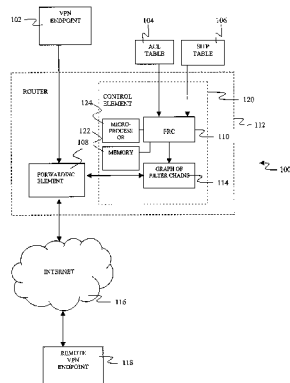 102
VPN
ENDPOINT
104
ACL
TABLE
106
TABLE
ROUTER
CONTROL
ELEMENT
120
112
124
MICRO-
PROCESS
OR
122
MEMORY
FRC
110
108
FORWARDING
ELEMENT
GRAPH OF
FILTER CHAINS
114
100
INTERNET
116
REMOTE
VPN
ENDPOINT
118